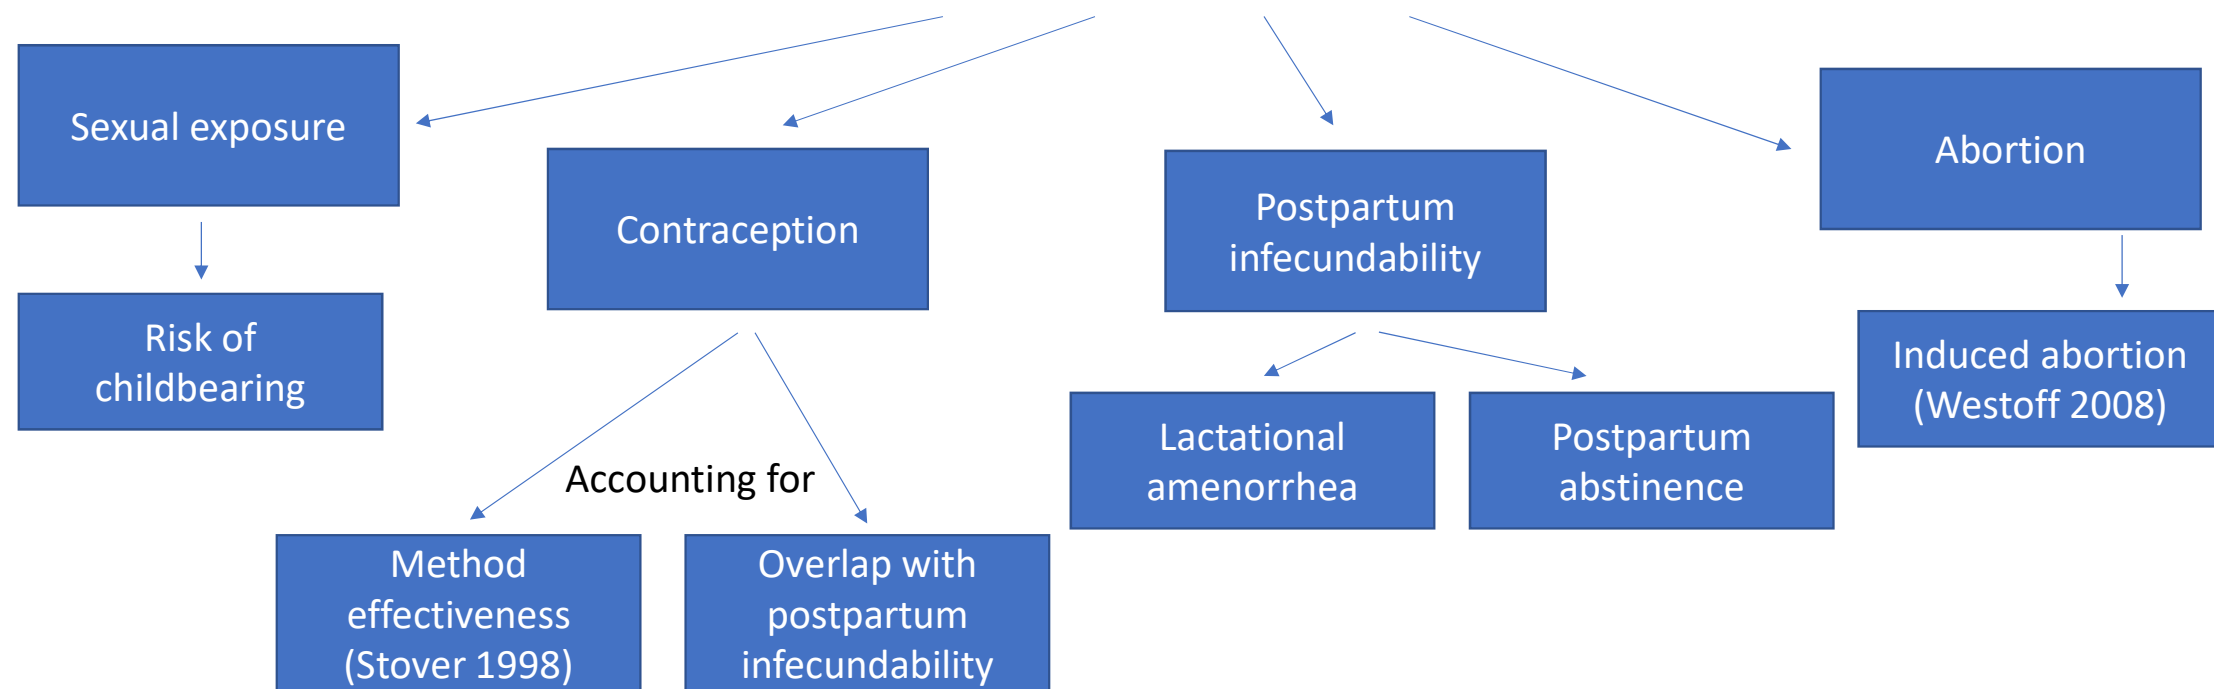 Sexual exposure
Contraception
Postpartum
infecundability
Abortion
Risk of
childbearing
Accounting for
Method
effectiveness
(Stover 1998)
Overlap with
postpartum
infecundability
Lactational
amenorrhea
Postpartum
abstinence
Induced abortion
(Westoff 2008)